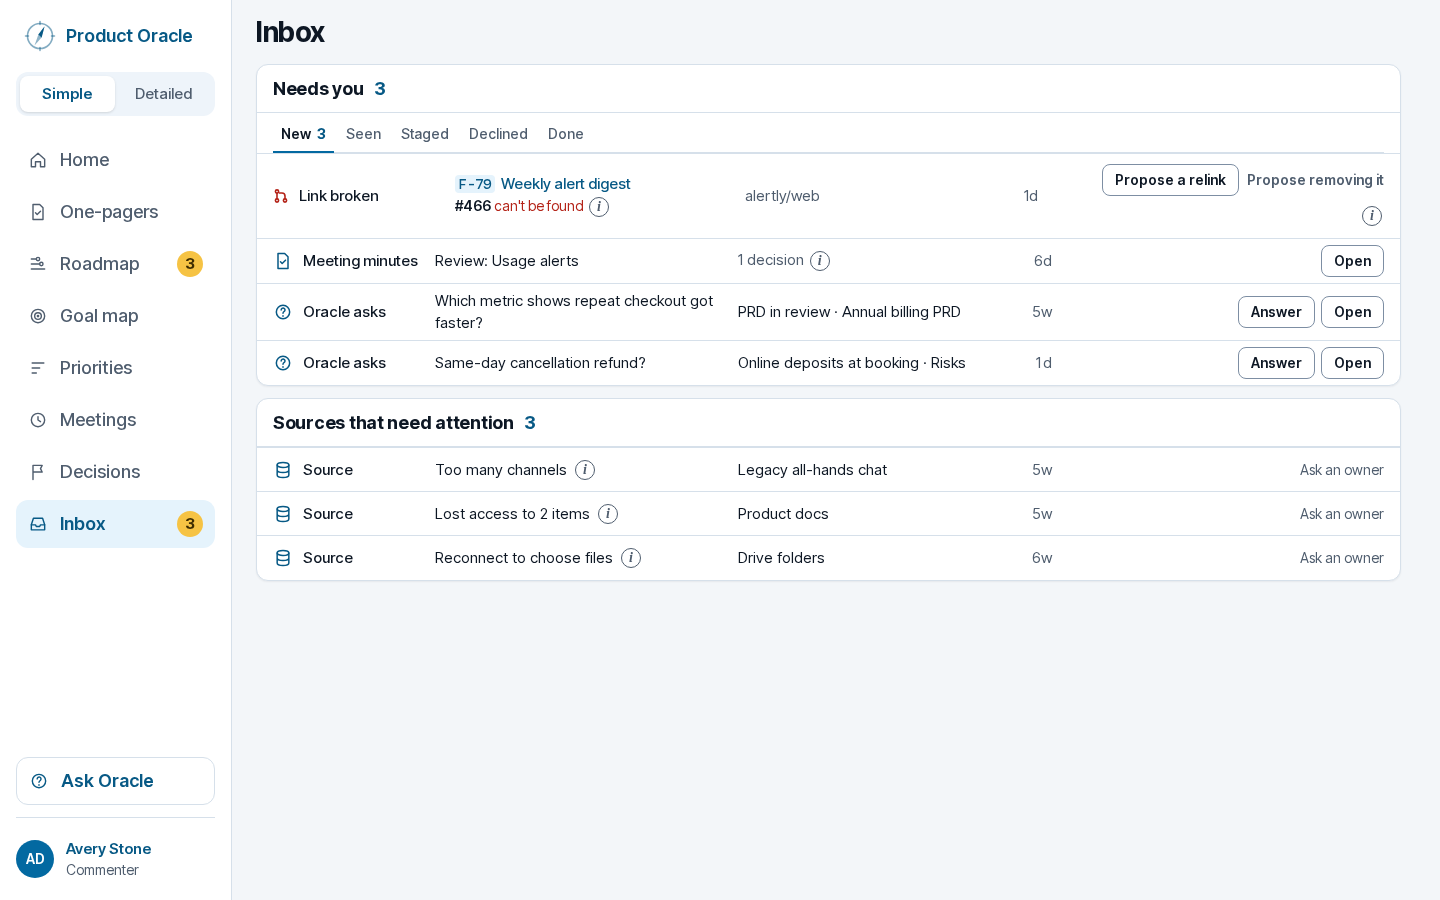 Product Oracle
Simple
Detailed
Home
One-pagers
Roadmap 3
Goal map
Priorities
Meetings
Decisions
Inbox 3
Ask Oracle
AD
Avery Stone
Commenter
Inbox
Needs you 3
New 3
Seen
Staged
Declined
Done
Link broken
F-79 Weekly alert digest
#466 can't be found i
alertly/web
1d
Propose a relink
Propose removing it
i
Meeting minutes
Review: Usage alerts
1 decision i
6d
Open
Oracle asks
Which metric shows repeat checkout got
faster?
PRD in review · Annual billing PRD
5w
Answer
Open
Oracle asks
Same-day cancellation refund?
Online deposits at booking · Risks
1d
Answer
Open
Sources that need attention 3
Source
Too many channels i
Legacy all-hands chat
5w
Ask an owner
Source
Lost access to 2 items i
Product docs
5w
Ask an owner
Source
Reconnect to choose files i
Drive folders
6w
Ask an owner